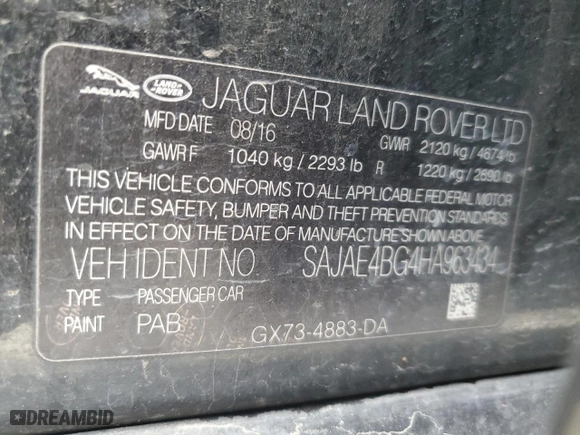 JAGUAR
LAND
ROVER
JAGUAR LAND ROVER LTD
MFD DATE 08/16 GVWR 2120 kg / 4674 lb
GAWR F 1040 kg / 2293 lb R 1220 kg / 2690 lb
THIS VEHICLE CONFORMS TO ALL APPLICABLE FEDERAL MOTOR
VEHICLE SAFETY, BUMPER AND THEFT PREVENTION STANDARDS
IN EFFECT ON THE DATE OF MANUFACTURE SHOWN ABOVE.
VEH IDENT NO. SAJAE4BG4HA963434
TYPE PASSENGER CAR
PAINT PAB GX73-4883-DA
DREAMBID